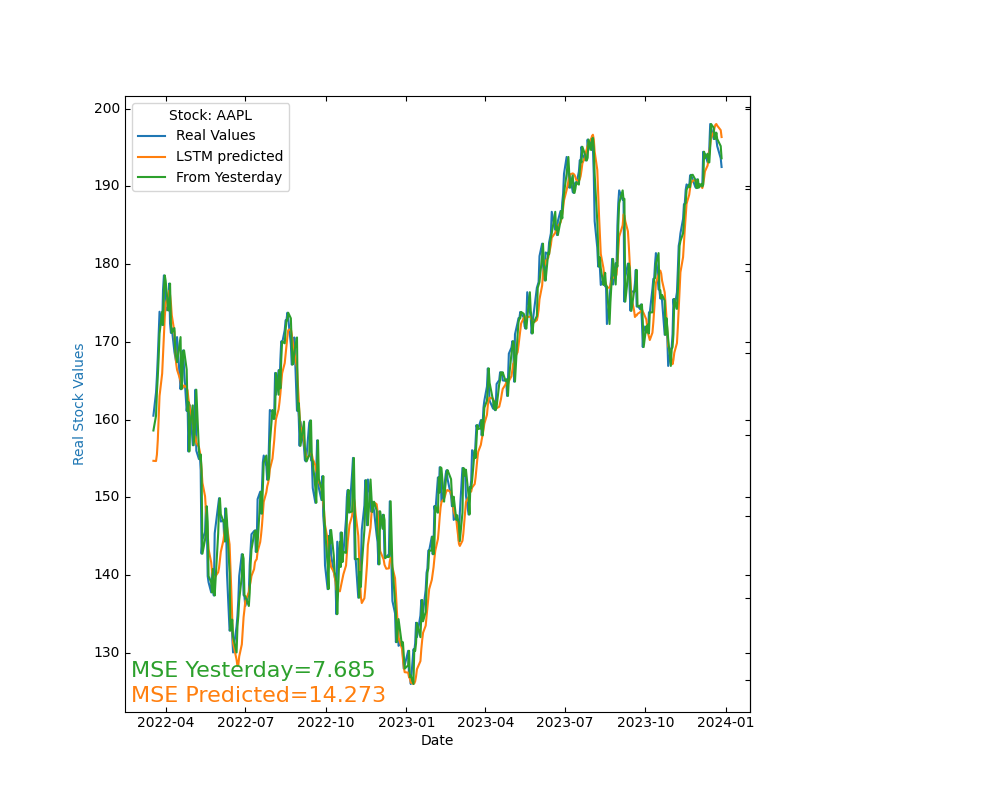 Stock: AAPL
Real Values
LSTM predicted
From Yesterday
200
190
180
170
160
150
140
130
Real Stock Values
MSE Yesterday=7.685
MSE Predicted=14.273
2022-04 2022-07 2022-10 2023-01 2023-04 2023-07 2023-10 2024-01
Date